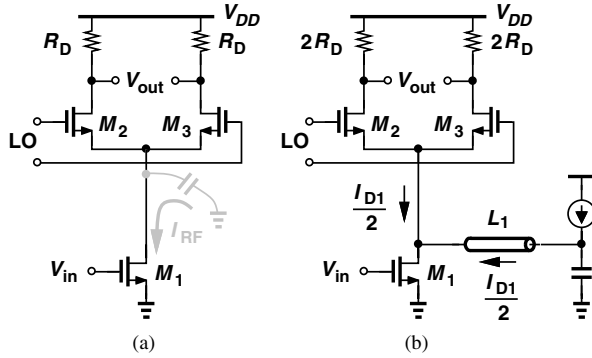 V_DD
R_D R_D
V_out
M_2 M_3
LO
I_RF
V_in M_1
(a)
V_DD
2R_D 2R_D
V_out
M_2 M_3
LO
I_D1
2
L_1
V_in M_1
I_D1
2
(b)